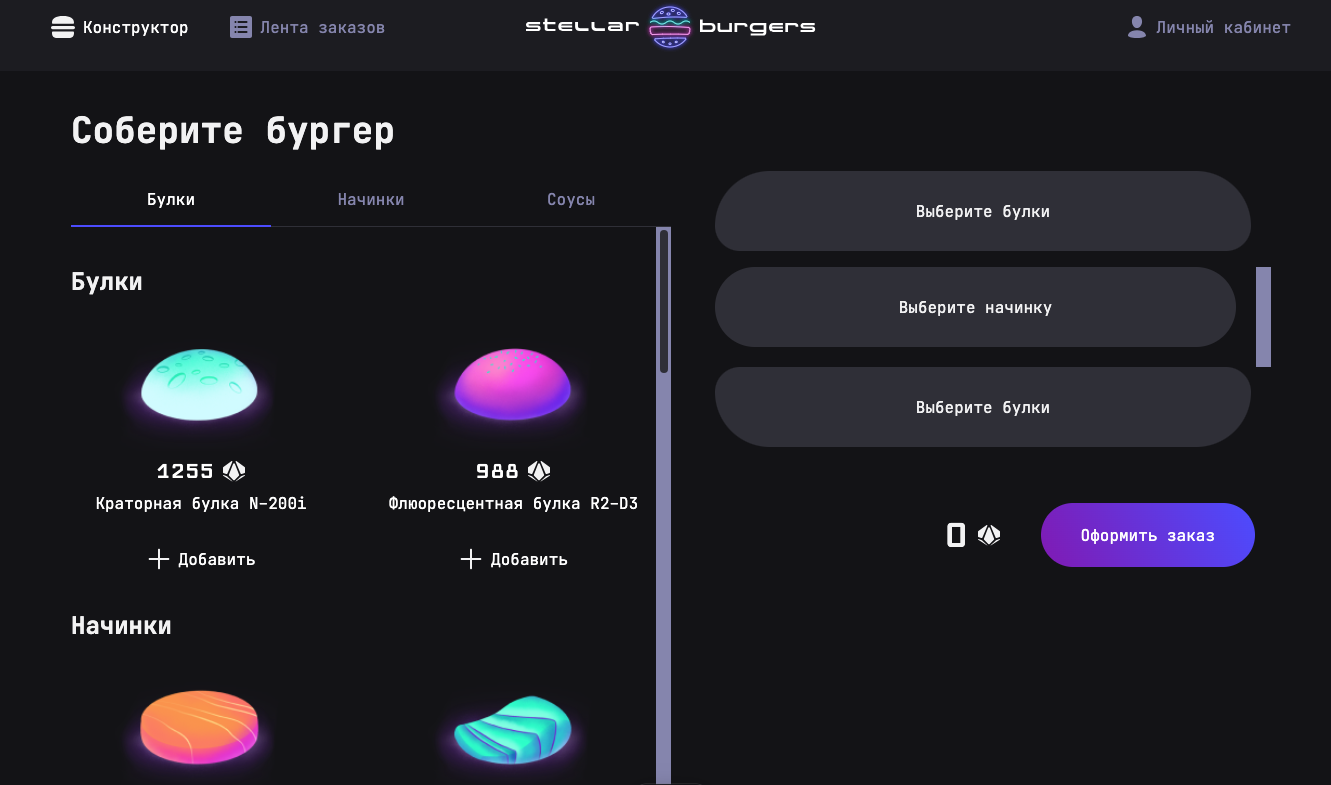 Конструктор
Лента заказов
stellar burgers
Личный кабинет
Соберите бургер
Булки
Начинки
Соусы
Булки
1255
Краторная булка N-200i
Добавить
988
Флюоресцентная булка R2-D3
Добавить
Начинки
Выберите булки
Выберите начинку
Выберите булки
0
Оформить заказ